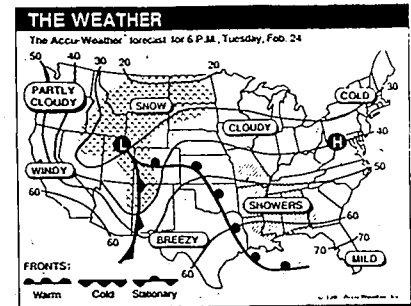 THE WEATHER
The Accu-Weather forecast for 6 P.M., Tuesday, Feb. 24
50 40 30 20 20
PARTLY CLOUDY
SNOW
COLD
30
CLOUDY
L
H
40
50
WINDY
60
SHOWERS
60
BREEZY
60
60
70
70
MILD
FRONTS:
Warm Cold Stationary